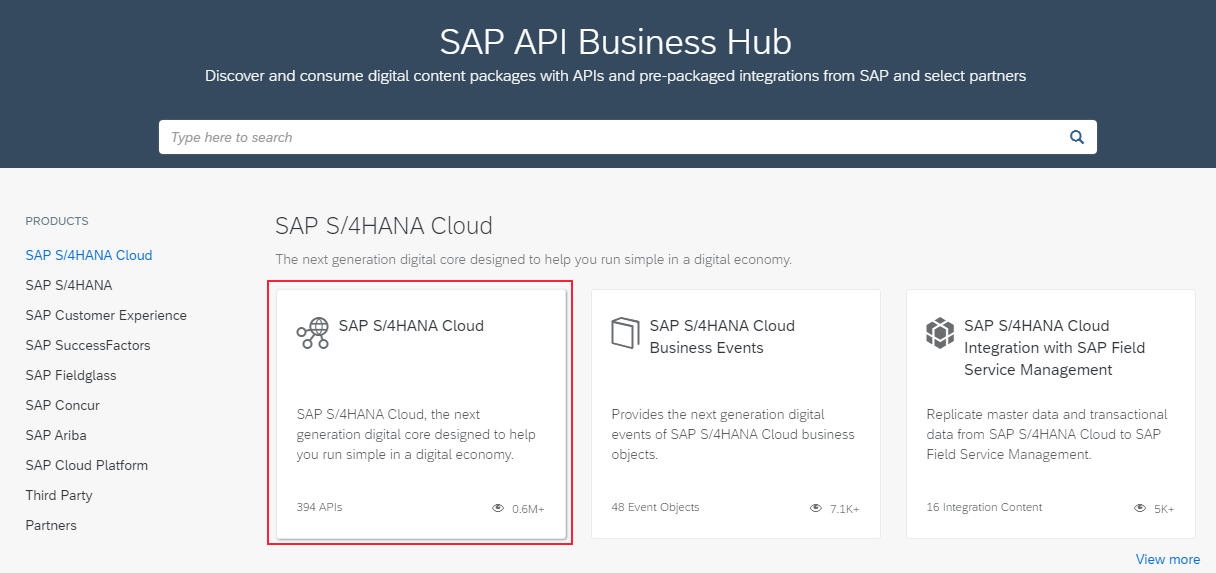 SAP API Business Hub
Discover and consume digital content packages with APIs and pre-packaged integrations from SAP and select partners
Type here to search
PRODUCTS
SAP S/4HANA Cloud
SAP S/4HANA
SAP Customer Experience
SAP SuccessFactors
SAP Fieldglass
SAP Concur
SAP Ariba
SAP Cloud Platform
Third Party
Partners
SAP S/4HANA Cloud
The next generation digital core designed to help you run simple in a digital economy.
SAP S/4HANA Cloud
SAP S/4HANA Cloud, the next
generation digital core designed to help
you run simple in a digital economy.
394 APIs
0.6M+
SAP S/4HANA Cloud
Business Events
Provides the next generation digital
events of SAP S/4HANA Cloud business
objects.
48 Event Objects
7.1K+
SAP S/4HANA Cloud
Integration with SAP Field
Service Management
Replicate master data and transactional
data from SAP S/4HANA Cloud to SAP
Field Service Management.
16 Integration Content
5K+
View more